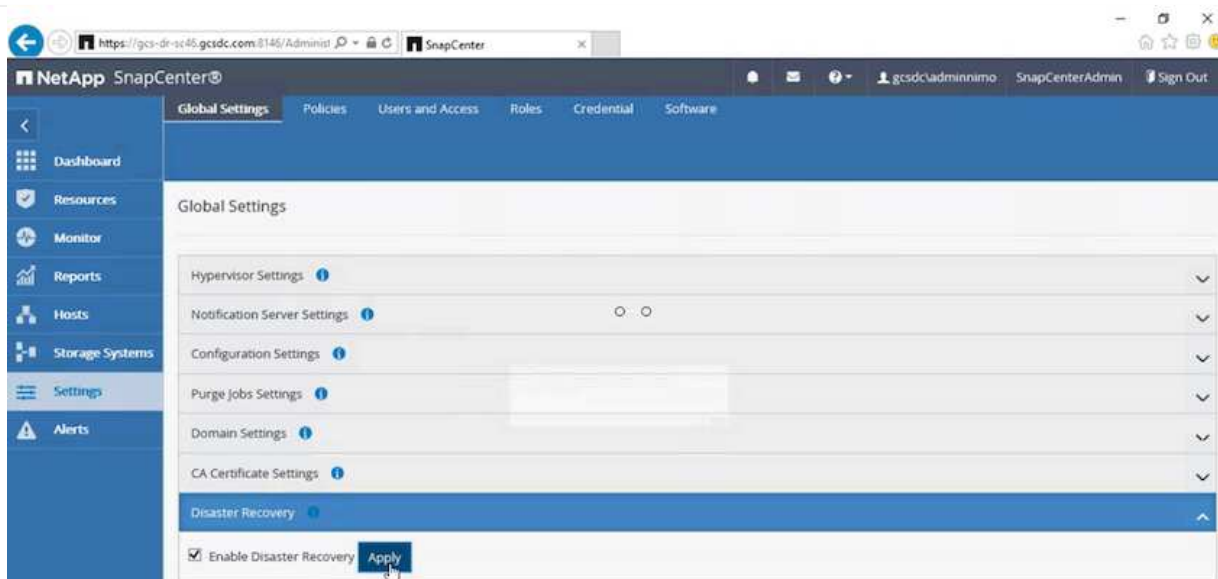 https://gcs-dr-sc46.gcsdc.com:8146/Administ
SnapCenter
NetApp SnapCenter®
gcsdc\adminnimo SnapCenterAdmin Sign Out
Global Settings Policies Users and Access Roles Credential Software
Dashboard
Resources
Monitor
Reports
Hosts
Storage Systems
Settings
Alerts
Global Settings
Hypervisor Settings
Notification Server Settings
Configuration Settings
Purge Jobs Settings
Domain Settings
CA Certificate Settings
Disaster Recovery
Enable Disaster Recovery Apply